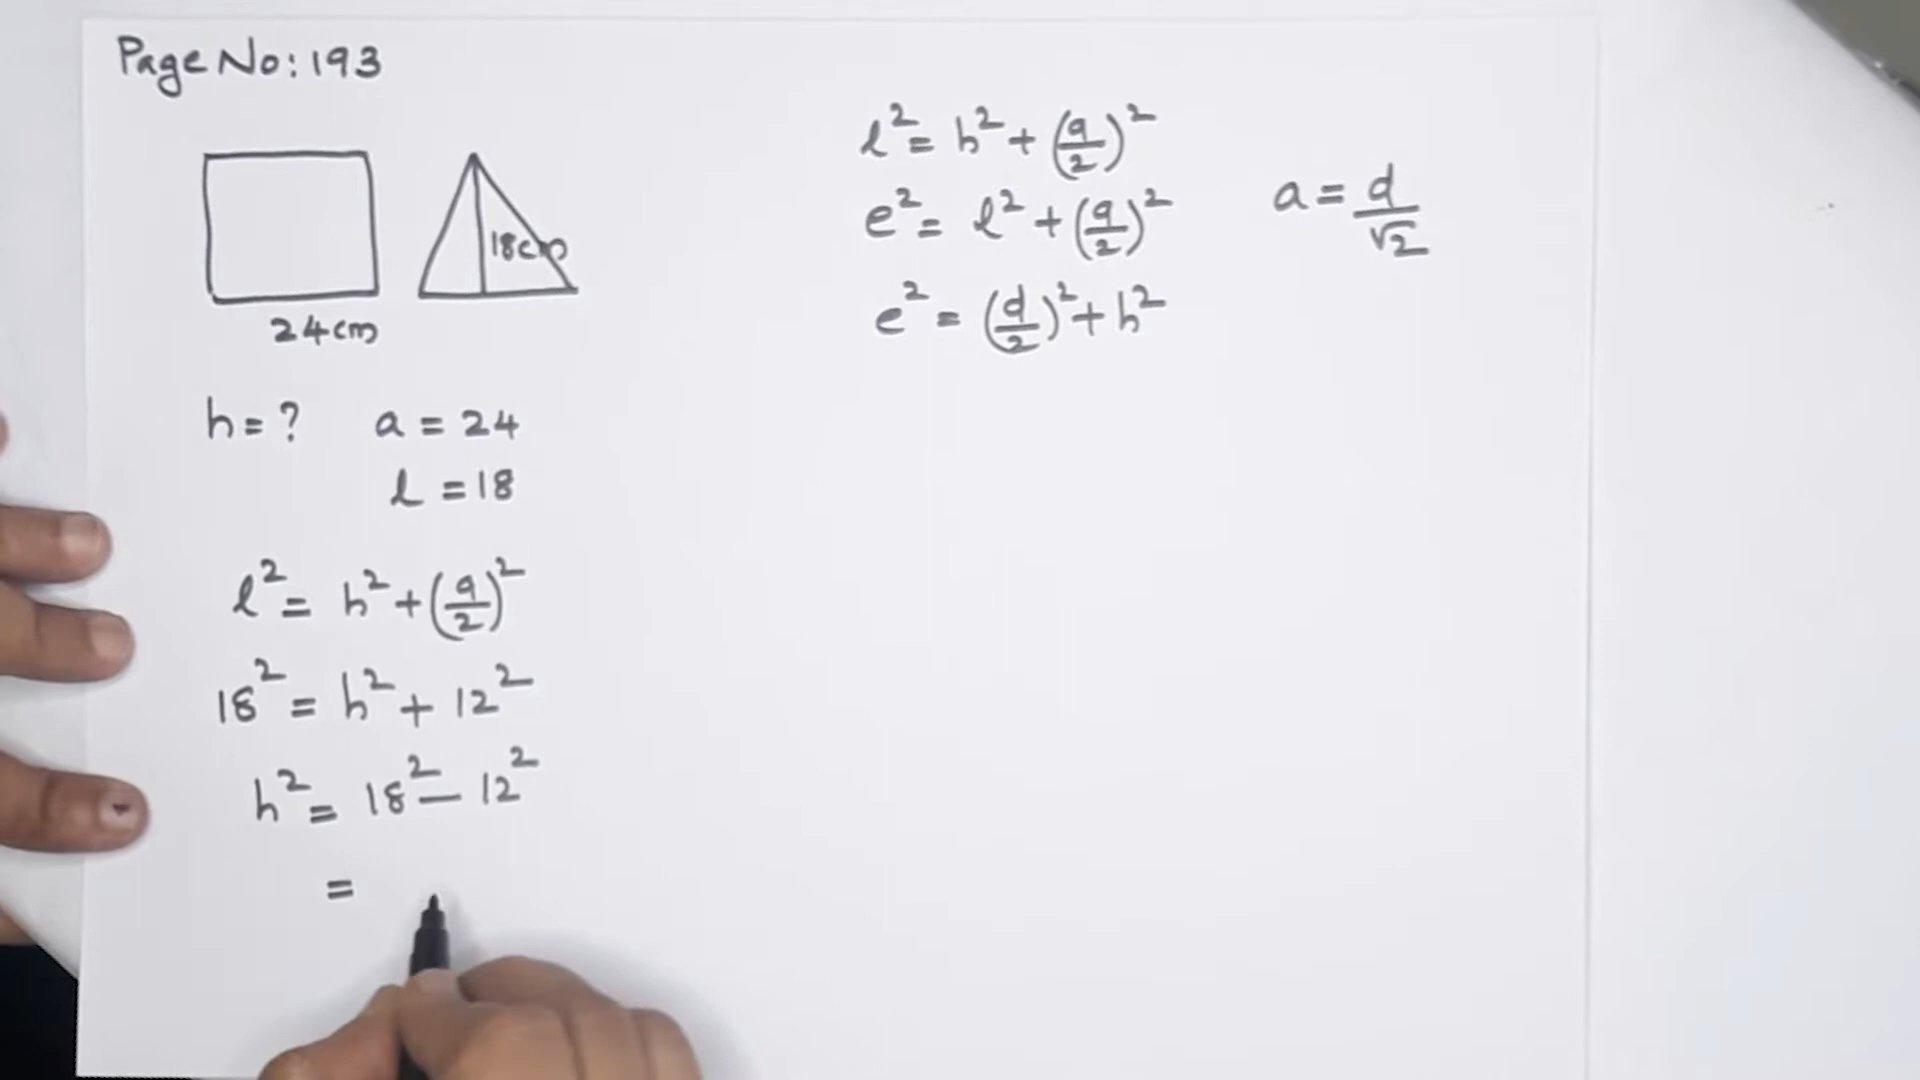 Page No: 193
18cm
24cm
h = ? a = 24
l = 18
l² = h² + (a/2)²
18² = h² + 12²
h² = 18² − 12²
=
l² = h² + (a/2)²
e² = l² + (a/2)²
a = d/√2
e² = (d/2)² + h²